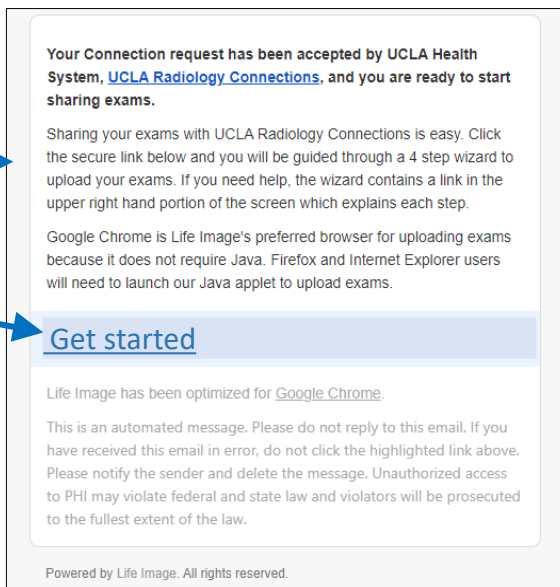 Your Connection request has been accepted by UCLA Health
System, UCLA Radiology Connections, and you are ready to start
sharing exams.
Sharing your exams with UCLA Radiology Connections is easy. Click
the secure link below and you will be guided through a 4 step wizard to
upload your exams. If you need help, the wizard contains a link in the
upper right hand portion of the screen which explains each step.
Google Chrome is Life Image's preferred browser for uploading exams
because it does not require Java. Firefox and Internet Explorer users
will need to launch our Java applet to upload exams.
Get started
Life Image has been optimized for Google Chrome.
This is an automated message. Please do not reply to this email. If you
have received this email in error, do not click the highlighted link above.
Please notify the sender and delete the message. Unauthorized access
to PHI may violate federal and state law and violators will be prosecuted
to the fullest extent of the law.
Powered by Life Image. All rights reserved.